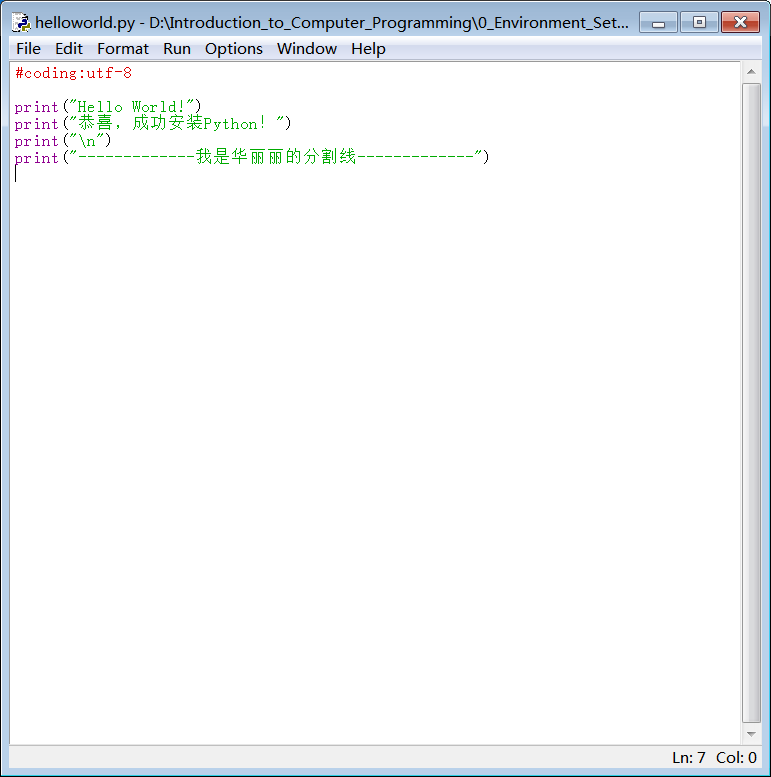 helloworld.py - D:\Introduction_to_Computer_Programming\0_Environment_Set...
File Edit Format Run Options Window Help
#coding:utf-8
print("Hello World!")
print("恭喜，成功安装Python！")
print("\n")
print("-------------我是华丽丽的分割线-------------")
Ln: 7 Col: 0